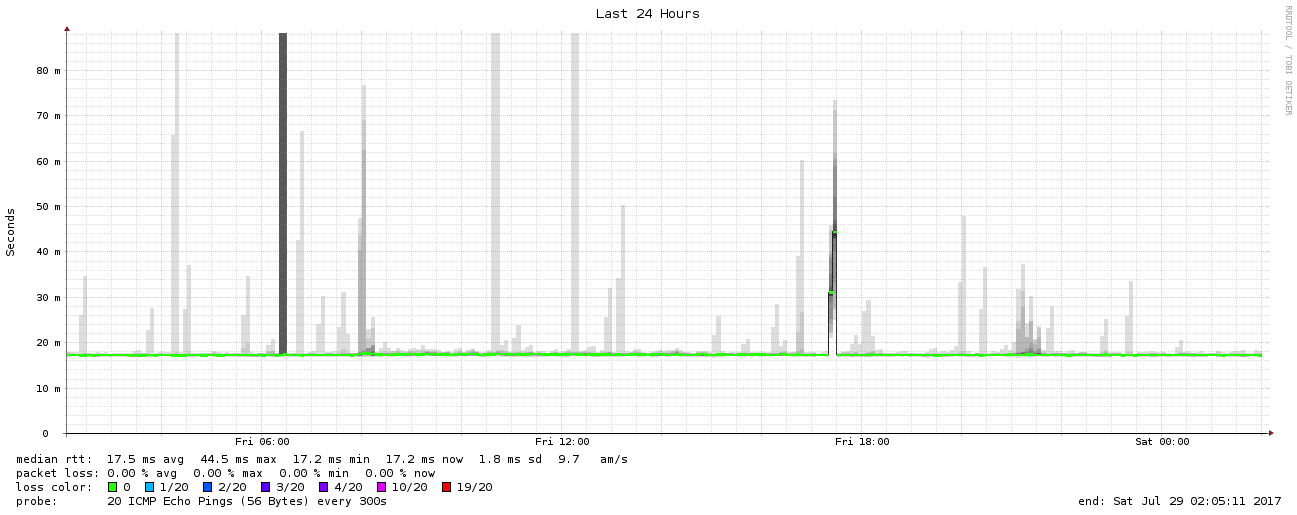 Last 24 Hours
RRDTOOL / TOBI OETIKER
Seconds
80 m
70 m
60 m
50 m
40 m
30 m
20 m
10 m
0
Fri 06:00 Fri 12:00 Fri 18:00 Sat 00:00
median rtt: 17.5 ms avg 44.5 ms max 17.2 ms min 17.2 ms now 1.8 ms sd 9.7 am/s
packet loss: 0.00 % avg 0.00 % max 0.00 % min 0.00 % now
loss color: 0 1/20 2/20 3/20 4/20 10/20 19/20
probe: 20 ICMP Echo Pings (56 Bytes) every 300s end: Sat Jul 29 02:05:11 2017